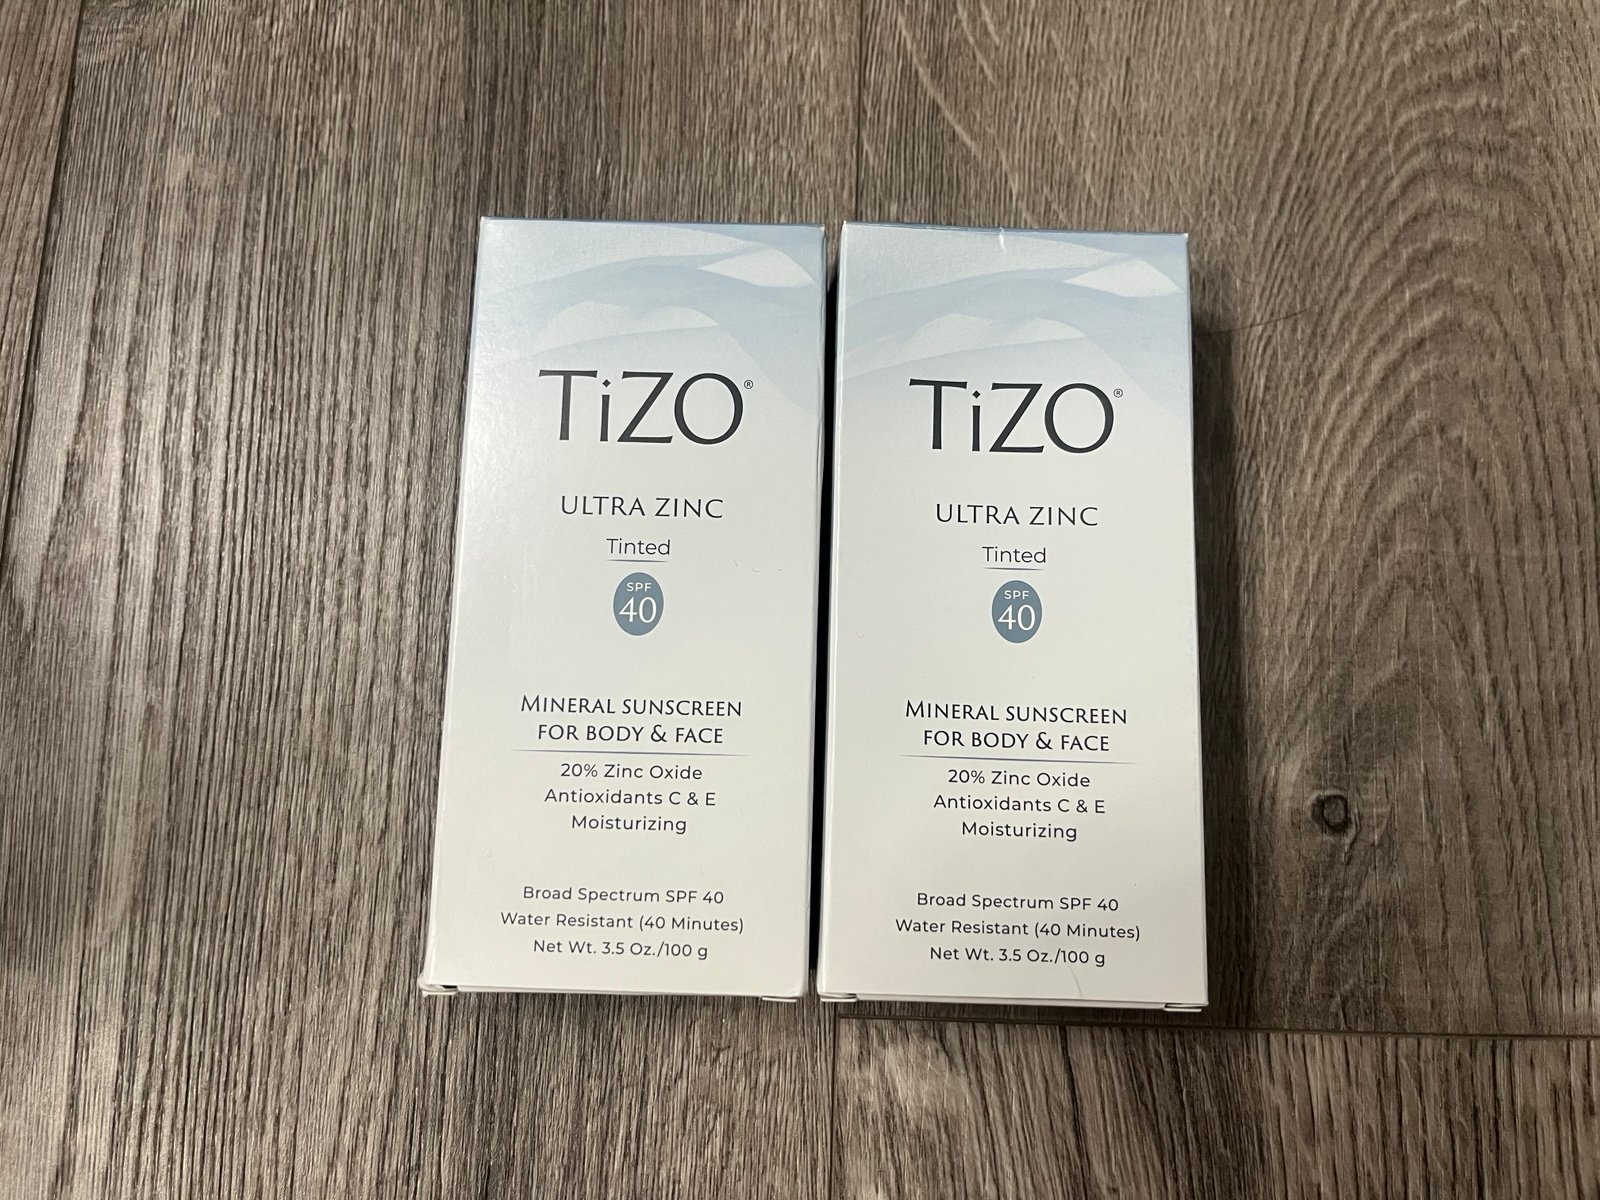 TiZO®
ULTRA ZINC
Tinted
SPF
40
MINERAL SUNSCREEN
FOR BODY & FACE
20% Zinc Oxide
Antioxidants C & E
Moisturizing
Broad Spectrum SPF 40
Water Resistant (40 Minutes)
Net Wt. 3.5 Oz./100 g
TiZO®
ULTRA ZINC
Tinted
SPF
40
MINERAL SUNSCREEN
FOR BODY & FACE
20% Zinc Oxide
Antioxidants C & E
Moisturizing
Broad Spectrum SPF 40
Water Resistant (40 Minutes)
Net Wt. 3.5 Oz./100 g